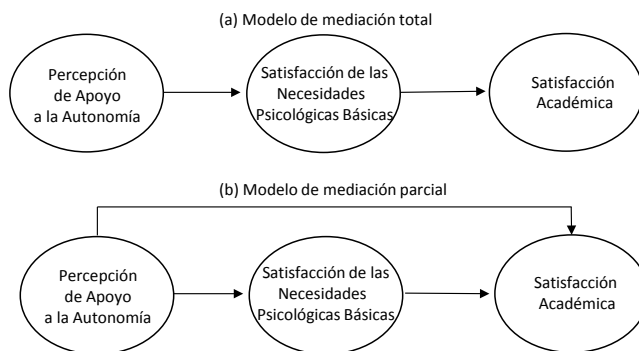 (a) Modelo de mediación total
Percepción
de Apoyo
a la Autonomía
Satisfacción de las
Necesidades
Psicológicas Básicas
Satisfacción
Académica
(b) Modelo de mediación parcial
Percepción
de Apoyo
a la Autonomía
Satisfacción de las
Necesidades
Psicológicas Básicas
Satisfacción
Académica